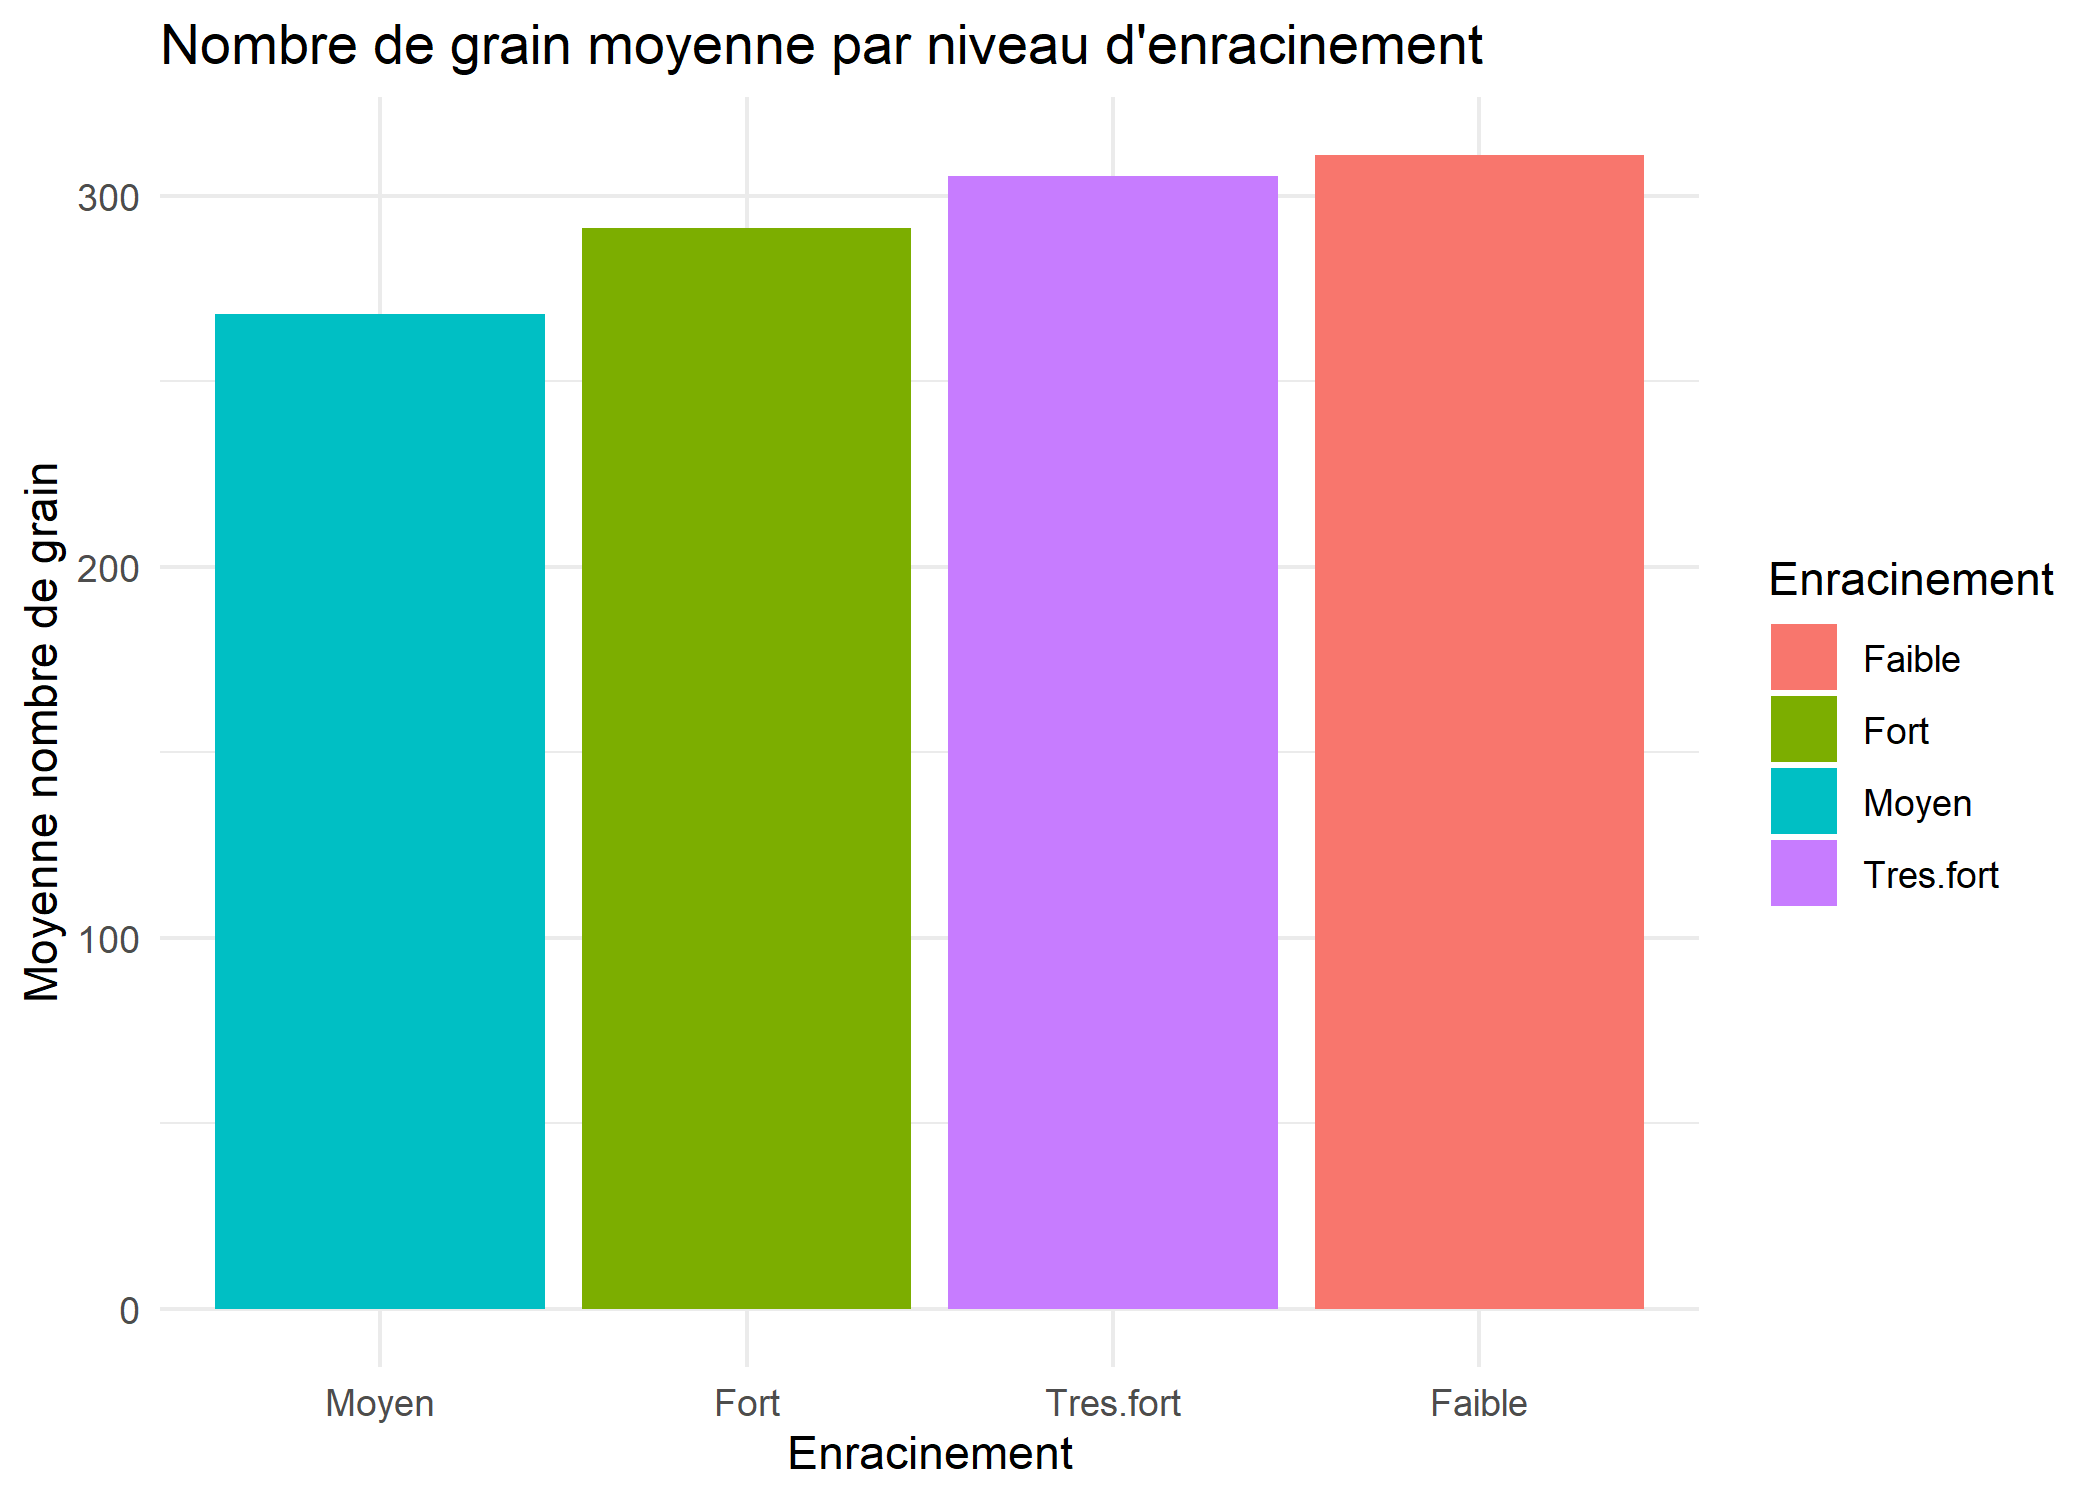 Nombre de grain moyenne par niveau d'enracinement
Moyenne nombre de grain
300
200
100
0
Moyen
Fort
Tres.fort
Faible
Enracinement
Enracinement
Faible
Fort
Moyen
Tres.fort